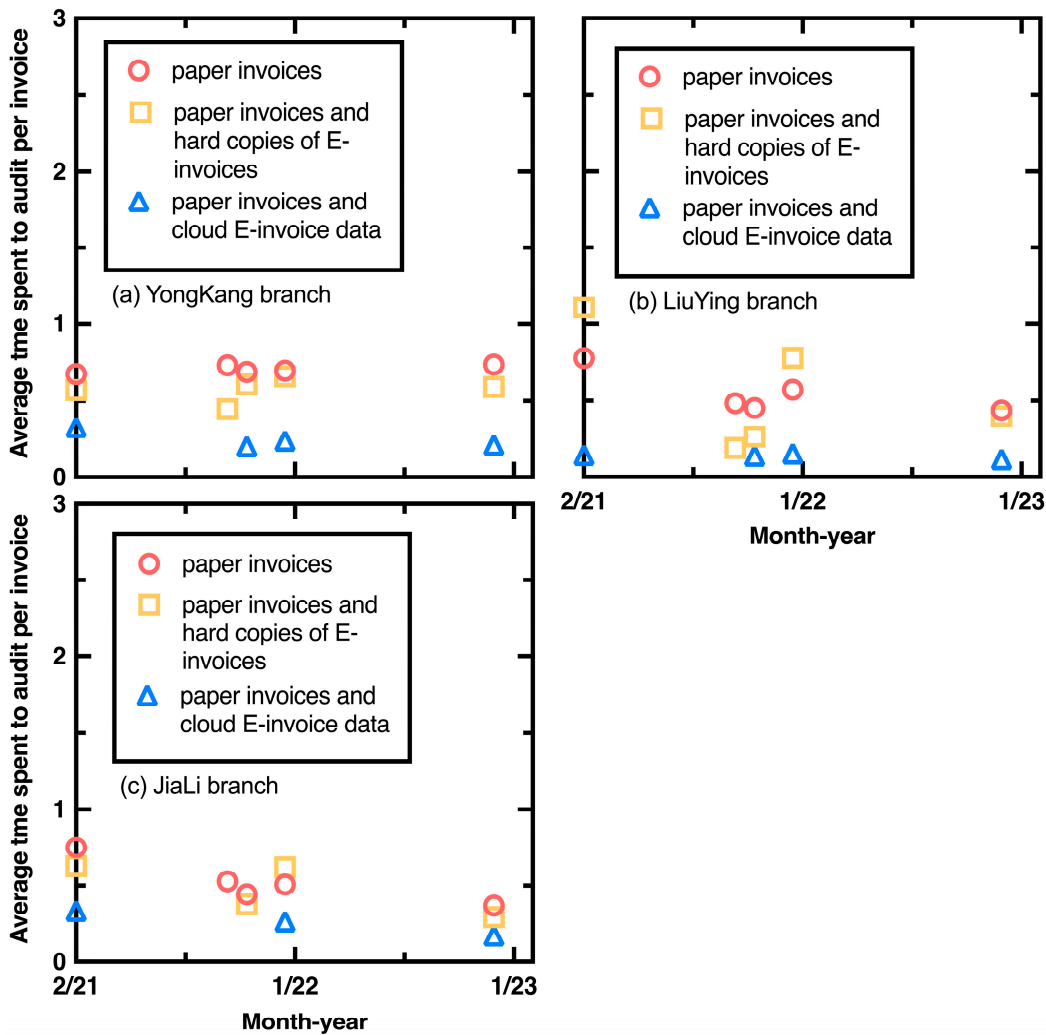 Average tme spent to audit per invoice
3
2
1
0
paper invoices
paper invoices and
hard copies of E-
invoices
paper invoices and
cloud E-invoice data
(a) YongKang branch
paper invoices
paper invoices and
hard copies of E-
invoices
paper invoices and
cloud E-invoice data
(b) LiuYing branch
2/21
1/22
1/23
Month-year
Average tme spent to audit per invoice
3
2
1
0
paper invoices
paper invoices and
hard copies of E-
invoices
paper invoices and
cloud E-invoice data
(c) JiaLi branch
2/21
1/22
1/23
Month-year